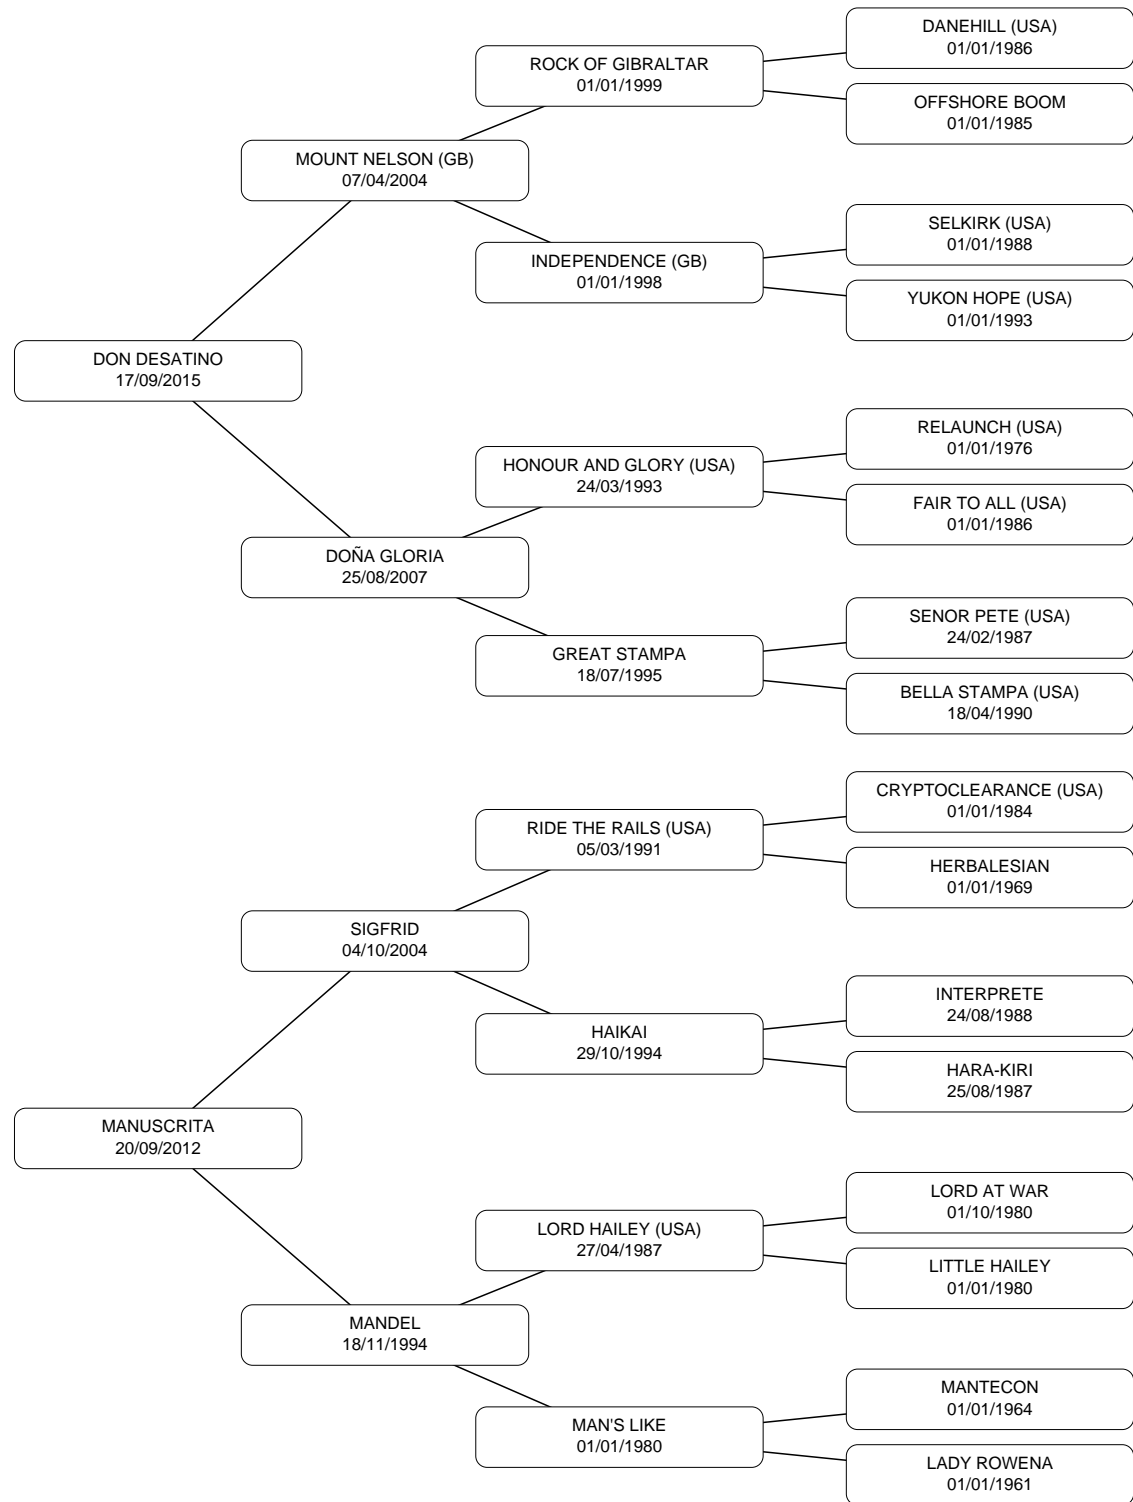 DANEHILL (USA)
01/01/1986
ROCK OF GIBRALTAR
01/01/1999
OFFSHORE BOOM
01/01/1985
MOUNT NELSON (GB)
07/04/2004
SELKIRK (USA)
01/01/1988
INDEPENDENCE (GB)
01/01/1998
YUKON HOPE (USA)
01/01/1993
DON DESATINO
17/09/2015
RELAUNCH (USA)
01/01/1976
HONOUR AND GLORY (USA)
24/03/1993
FAIR TO ALL (USA)
01/01/1986
DOÑA GLORIA
25/08/2007
SENOR PETE (USA)
24/02/1987
GREAT STAMPA
18/07/1995
BELLA STAMPA (USA)
18/04/1990
CRYPTOCLEARANCE (USA)
01/01/1984
RIDE THE RAILS (USA)
05/03/1991
HERBALESIAN
01/01/1969
SIGFRID
04/10/2004
INTERPRETE
24/08/1988
HAIKAI
29/10/1994
HARA-KIRI
25/08/1987
MANUSCRITA
20/09/2012
LORD AT WAR
01/10/1980
LORD HAILEY (USA)
27/04/1987
LITTLE HAILEY
01/01/1980
MANDEL
18/11/1994
MANTECON
01/01/1964
MAN'S LIKE
01/01/1980
LADY ROWENA
01/01/1961